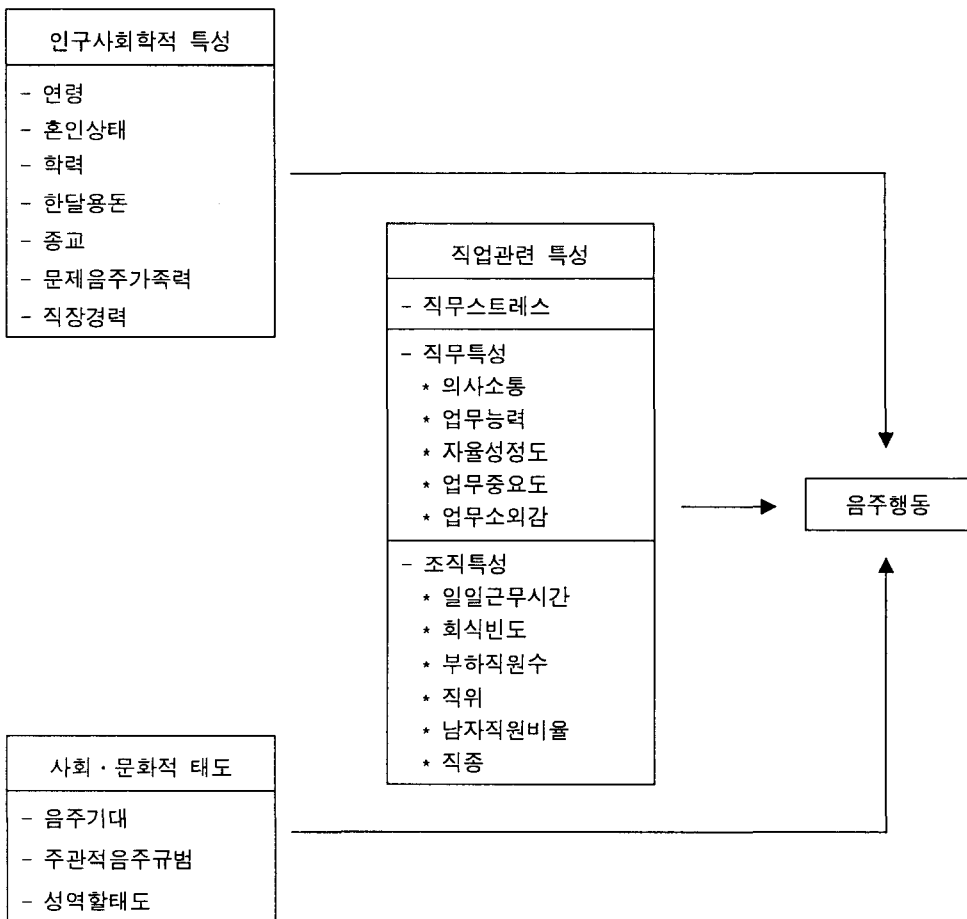 인구사회학적 특성
- 연령
- 혼인상태
- 학력
- 한달용돈
- 종교
- 문제음주가족력
- 직장경력
직업관련 특성
- 직무스트레스
- 직무특성
* 의사소통
* 업무능력
* 자율성정도
* 업무중요도
* 업무소외감
- 조직특성
* 일일근무시간
* 회식빈도
* 부하직원수
* 직위
* 남자직원비율
* 직종
음주행동
사회 · 문화적 태도
- 음주기대
- 주관적음주규범
- 성역할태도